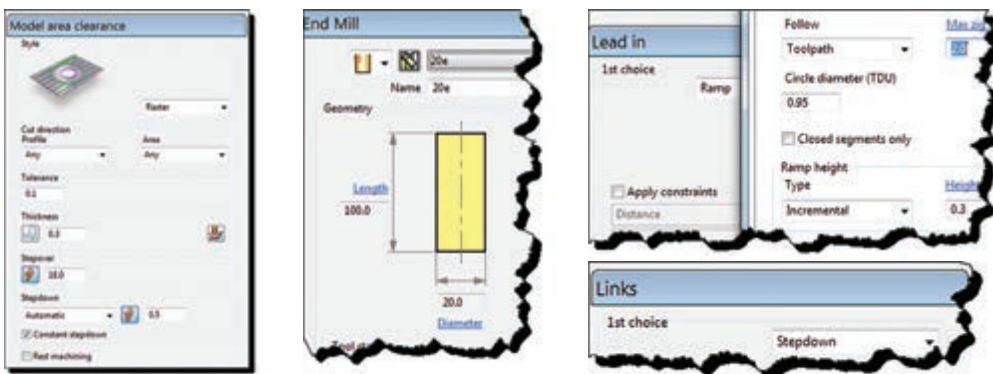 Model area clearance
Style
Raster
Cut direction
Profile Area
Any Any
Tolerance
0.1
Thickness
0.3
Stepover
Stepdown
Automatic 0.5
Constant stepdown
Rest machining
End Mill
20e
Name 20e
Geometry
Length
100.0
20.0
Diameter
Lead in
1st choice
Ramp
Apply constraints
Distance
Follow
Toolpath
Circle diameter (TDU)
0.95
Closed segments only
Ramp height
Type Height
Incremental 0.3
Links
1st choice
Stepdown